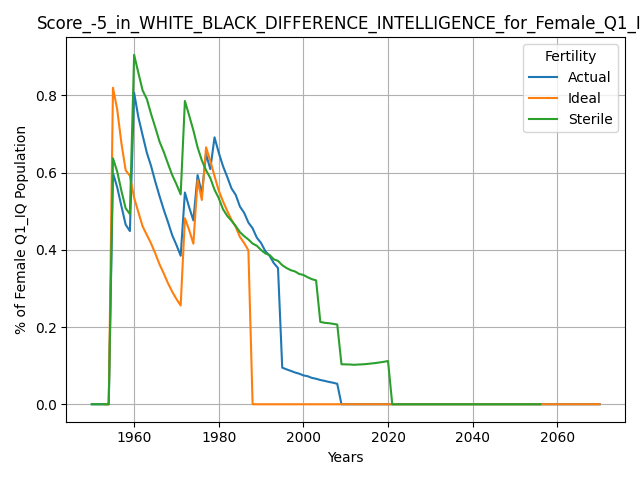 Score_-5_in_WHITE_BLACK_DIFFERENCE_INTELLIGENCE_for_Female_Q1_I
Fertility
Actual
Ideal
Sterile
% of Female Q1_IQ Population
0.8
0.6
0.4
0.2
0.0
1960 1980 2000 2020 2040 2060
Years